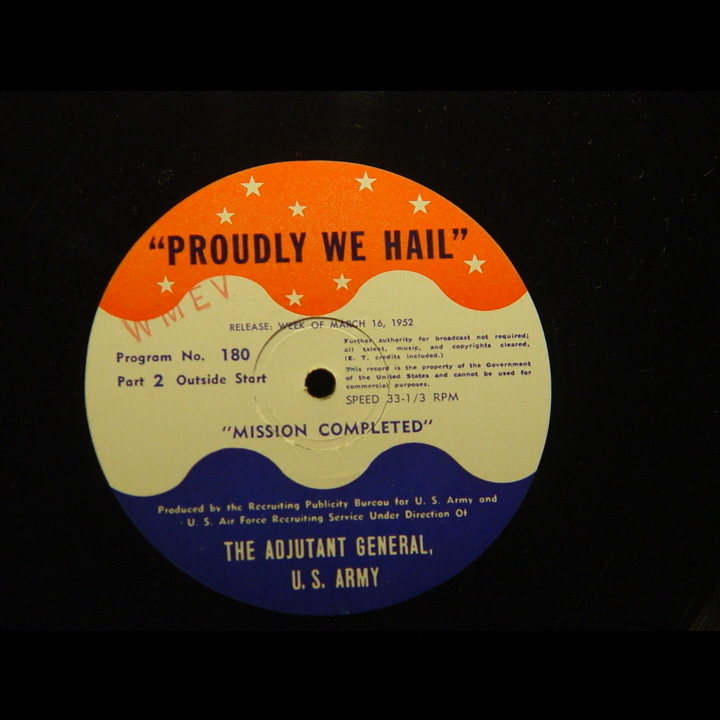 “PROUDLY WE HAIL”
WMEV
RELEASE: WEEK OF MARCH 16, 1952
Program No. 180
Part 2 Outside Start
Further authority for broadcast not required;
all talent, music, and copyrights cleared,
(E. T. credits included.)
This record is the property of the Government
of the United States and cannot be used for
commercial purposes.
SPEED 33-1/3 RPM
“MISSION COMPLETED”
Produced by the Recruiting Publicity Bureau for U. S. Army and
U. S. Air Force Recruiting Service Under Direction Of
THE ADJUTANT GENERAL,
U. S. ARMY